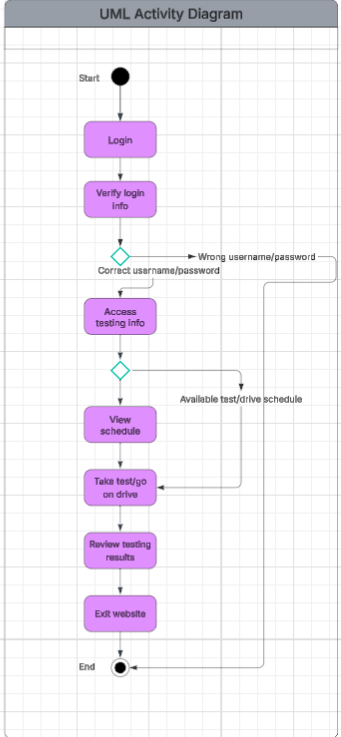 UML Activity Diagram
Start
Login
Verify login
info
Wrong username/password
Correct username/password
Access
testing info
Available test/drive schedule
View
schedule
Take test/go
on drive
Review testing
results
Exit website
End